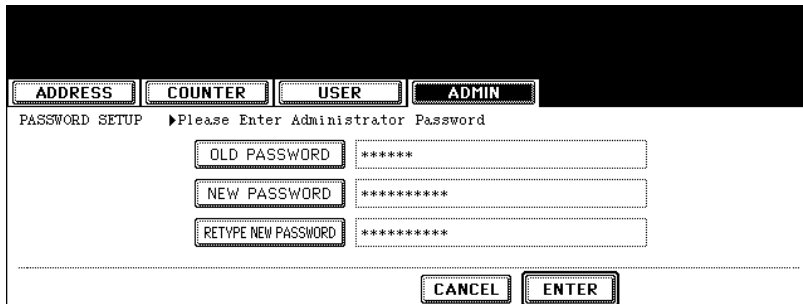 ADDRESS COUNTER USER ADMIN
PASSWORD SETUP ▶Please Enter Administrator Password
OLD PASSWORD ******
NEW PASSWORD **********
RETYPE NEW PASSWORD **********
CANCEL ENTER